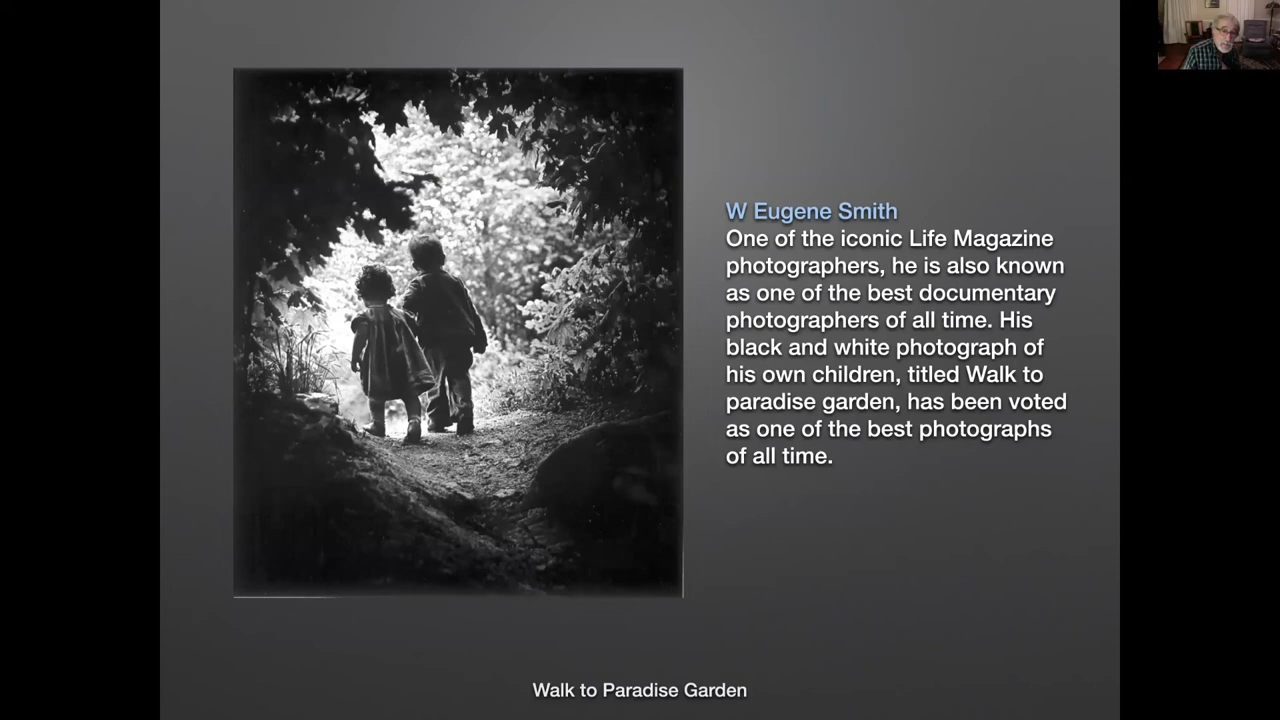 W Eugene Smith
One of the iconic Life Magazine
photographers, he is also known
as one of the best documentary
photographers of all time. His
black and white photograph of
his own children, titled Walk to
paradise garden, has been voted
as one of the best photographs
of all time.
Walk to Paradise Garden